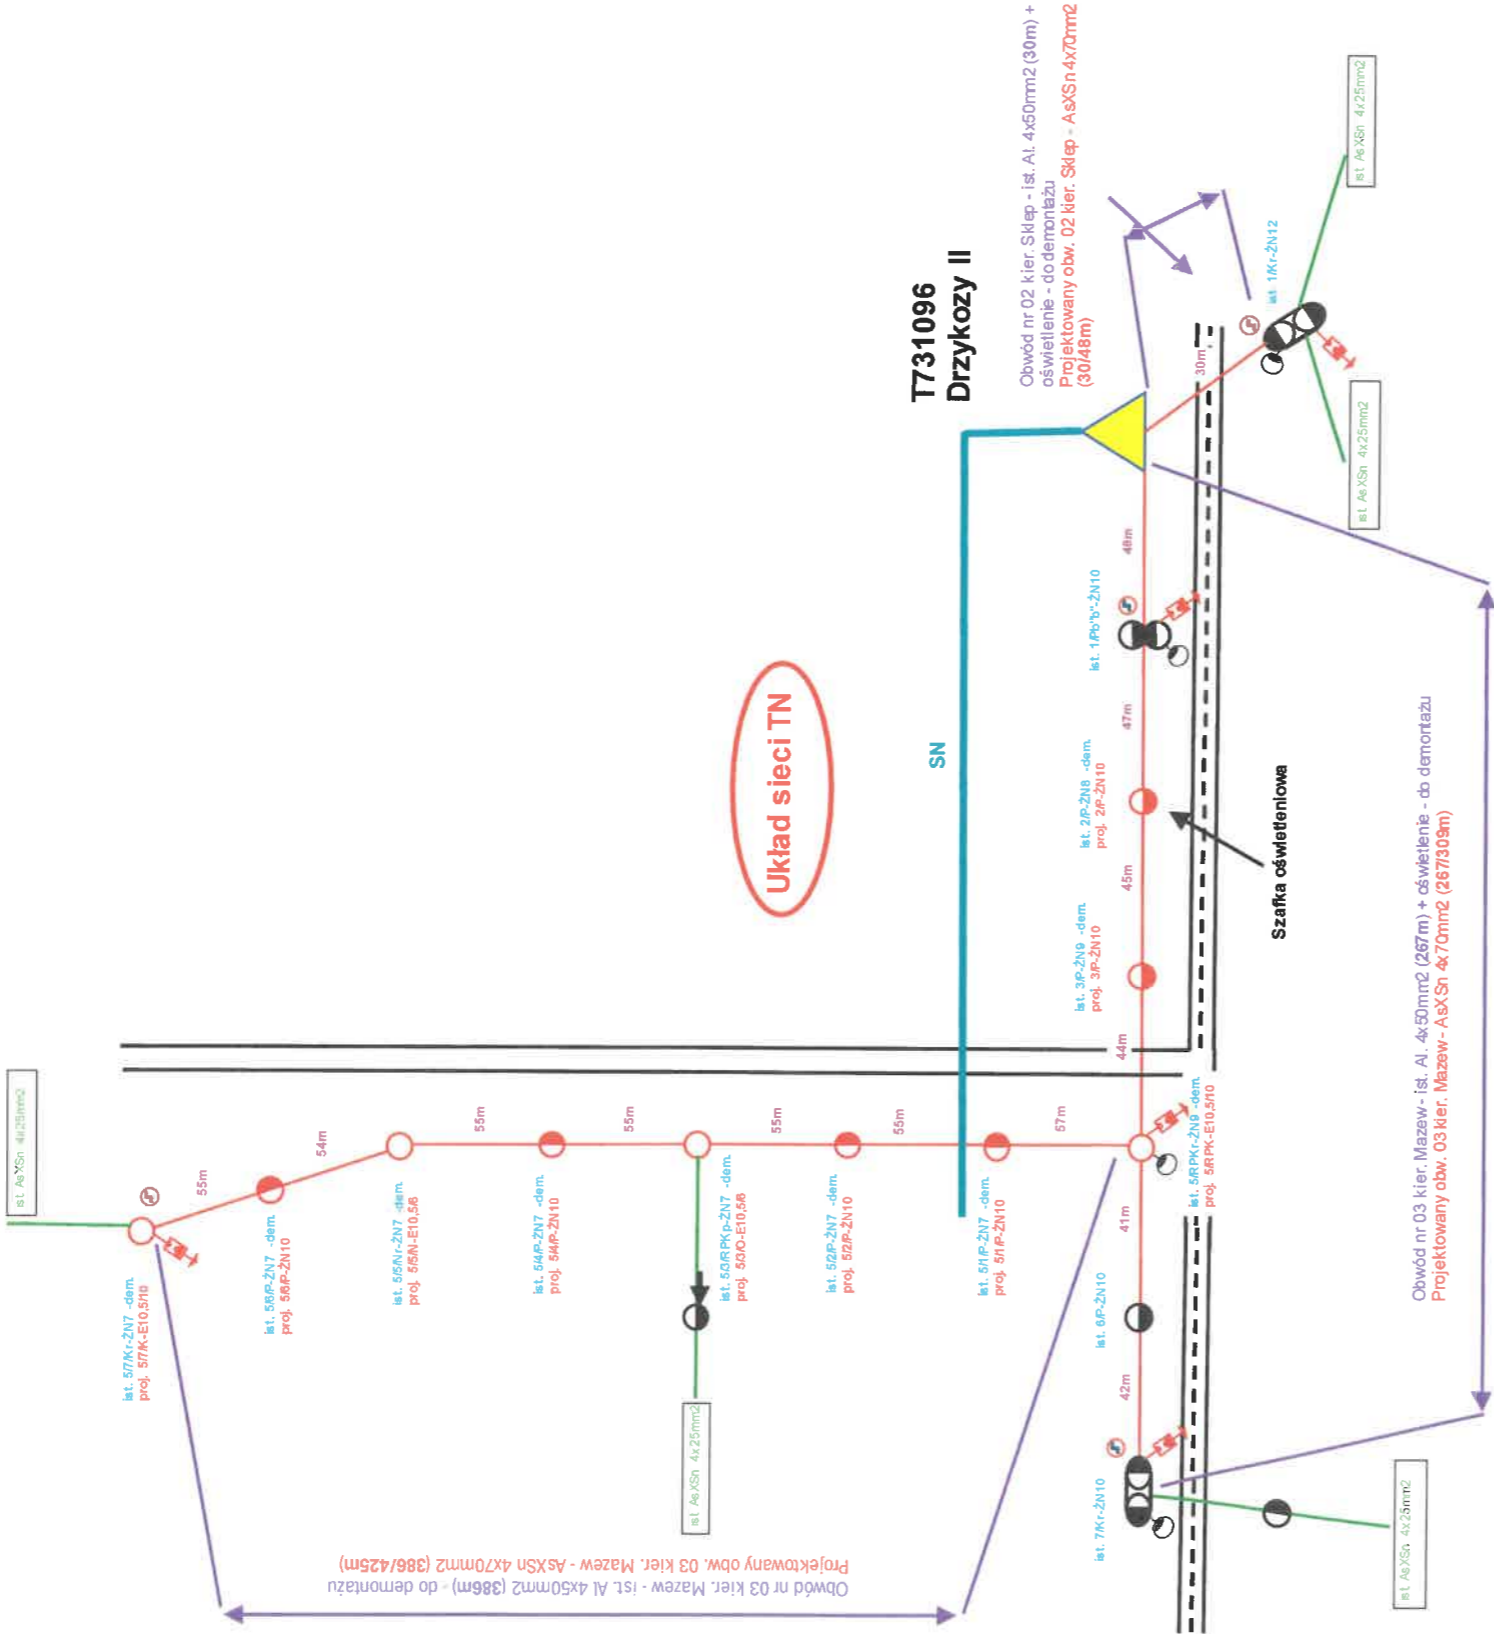 T731096
Drzykozy II
Obwód nr 02 kier. Sklep - ist. Al. 4x50mm2 (30m) +
oświetlenie - do demontażu
Projektowany obw. 02 kier. Sklep - AsXSn 4x70mm2
(30/48m)
ist. AsXSn 4x25mm2
ist. 1/Kr-ŻN12
30m
ist. AsXSn 4x25mm2
Układ sieci TN
SN
48m
ist. 1/Pb"b"-ŻN10
47m
ist. 2/P-ŻN8 -dem.
proj. 2/P-ŻN10
45m
Szafka oświetleniowa
ist. 3/P-ŻN9 -dem.
proj. 3/P-ŻN10
44m
ist. 5/RPKr-ŻN9 -dem.
proj. 5/RPK-E10,5/10
41m
ist. 6/P-ŻN10
42m
ist. 7/Kr-ŻN10
ist. AsXSn 4x25mm2
57m
ist. 5/1/P-ŻN7 -dem.
proj. 5/1/P-ŻN10
55m
ist. 5/2/P-ŻN7 -dem.
proj. 5/2/P-ŻN10
55m
ist. 5/3/RPKp-ŻN7 -dem.
proj. 5/3/O-E10,5/6
ist. AsXSn 4x25mm2
55m
ist. 5/4/P-ŻN7 -dem.
proj. 5/4/P-ŻN10
55m
ist. 5/5/Nr-ŻN7 -dem.
proj. 5/5/N-E10,5/6
54m
ist. 5/6/P-ŻN7 -dem.
proj. 5/6/P-ŻN10
55m
ist. 5/7/Kr-ŻN7 -dem.
proj. 5/7/K-E10,5/10
ist. AsXSn 4x25mm2
Obwód nr 03 kier. Mazew - ist. Al. 4x50mm2 (267m) + oświetlenie - do demontażu
Projektowany obw. 03 kier. Mazew - AsXSn 4x70mm2 (267/309m)
Obwód nr 03 kier. Mazew - ist. Al 4x50mm2 (386m) - do demontażu
Projektowany obw. 03 kier. Mazew - AsXSn 4x70mm2 (386/425m)